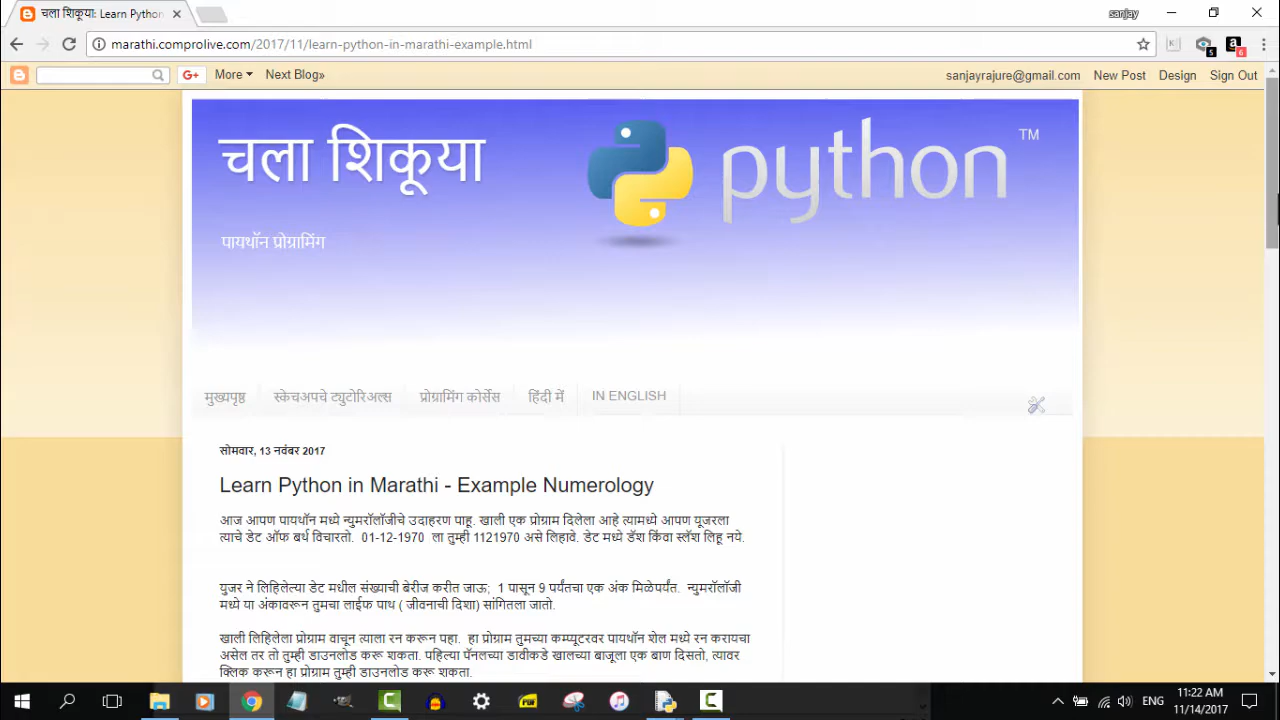 चला शिकूया: Learn Python
sanjay
marathi.comprolive.com/2017/11/learn-python-in-marathi-example.html
5
6
G+ More Next Blog»
sanjayrajure@gmail.com New Post Design Sign Out
चला शिकूया
python
TM
पायथॉन प्रोग्रामिंग
मुख्यपृष्ठ स्केचअपचे ट्युटोरिअल्स प्रोग्रामिंग कोर्सेस हिंदी में IN ENGLISH
सोमवार, 13 नवंबर 2017
Learn Python in Marathi - Example Numerology
आज आपण पायथॉन मध्ये न्युमरॉलॉजीचे उदाहरण पाहू. खाली एक प्रोग्राम दिलेला आहे त्यामध्ये आपण यूजरला
त्याचे डेट ऑफ बर्थ विचारतो. 01-12-1970 ला तुम्ही 1121970 असे लिहावे. डेट मध्ये डॅश किंवा स्लॅश लिहू नये.
युजर ने लिहिलेल्या डेट मधील संख्याची बेरीज करीत जाऊ; 1 पासून 9 पर्यंतचा एक अंक मिळेपर्यंत. न्युमरॉलॉजी
मध्ये या अंकावरून तुमचा लाईफ पाथ ( जीवनाची दिशा) सांगितला जातो.
खाली लिहिलेला प्रोग्राम वाचून त्याला रन करून पहा. हा प्रोग्राम तुमच्या कम्प्यूटरवर पायथॉन शेल मध्ये रन करायचा
असेल तर तो तुम्ही डाउनलोड करू शकता. पहिल्या पॅनलच्या डावीकडे खालच्या बाजूला एक बाण दिसतो, त्यावर
क्लिक करून हा प्रोग्राम तुम्ही डाउनलोड करू शकता.
ENG
11:22 AM
11/14/2017